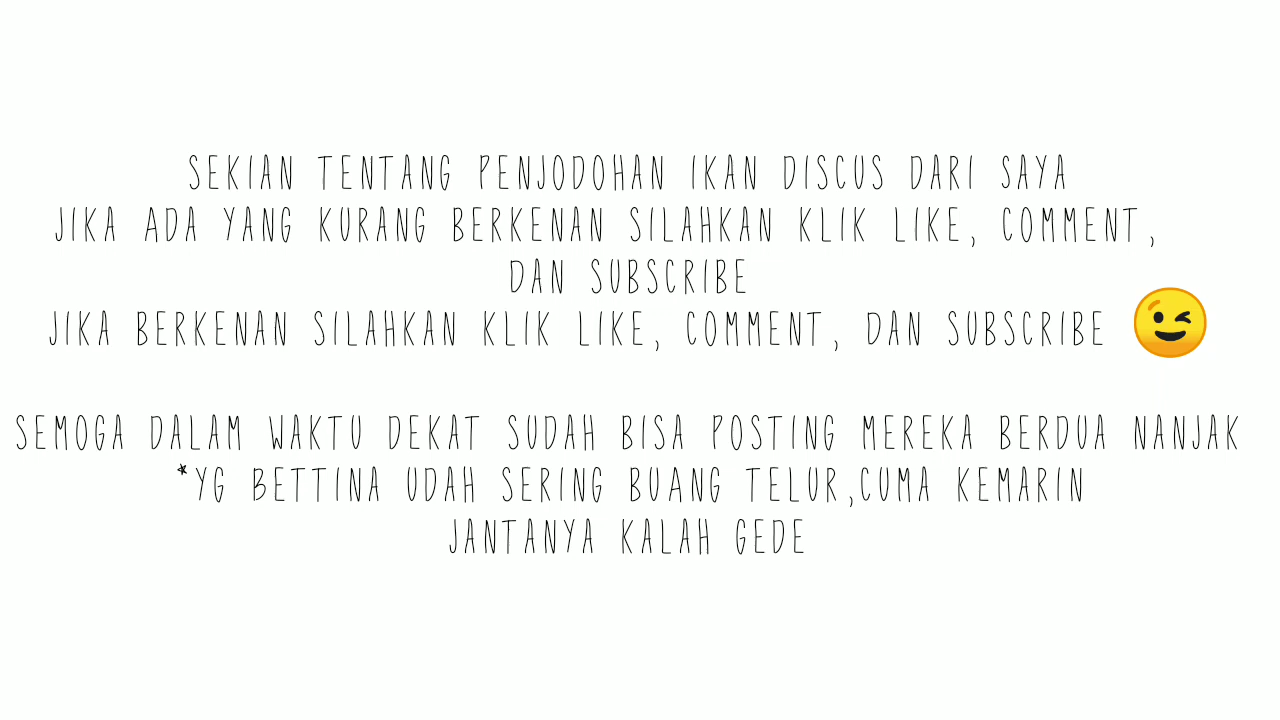 SEKIAN TENTANG PENJODOHAN IKAN DISCUS DARI SAYA
JIKA ADA YANG KURANG BERKENAN SILAHKAN KLIK LIKE, COMMENT,
DAN SUBSCRIBE
JIKA BERKENAN SILAHKAN KLIK LIKE, COMMENT, DAN SUBSCRIBE 😉
SEMOGA DALAM WAKTU DEKAT SUDAH BISA POSTING MEREKA BERDUA NANJAK
*YG BETTINA UDAH SERING BUANG TELUR,CUMA KEMARIN
JANTANYA KALAH GEDE